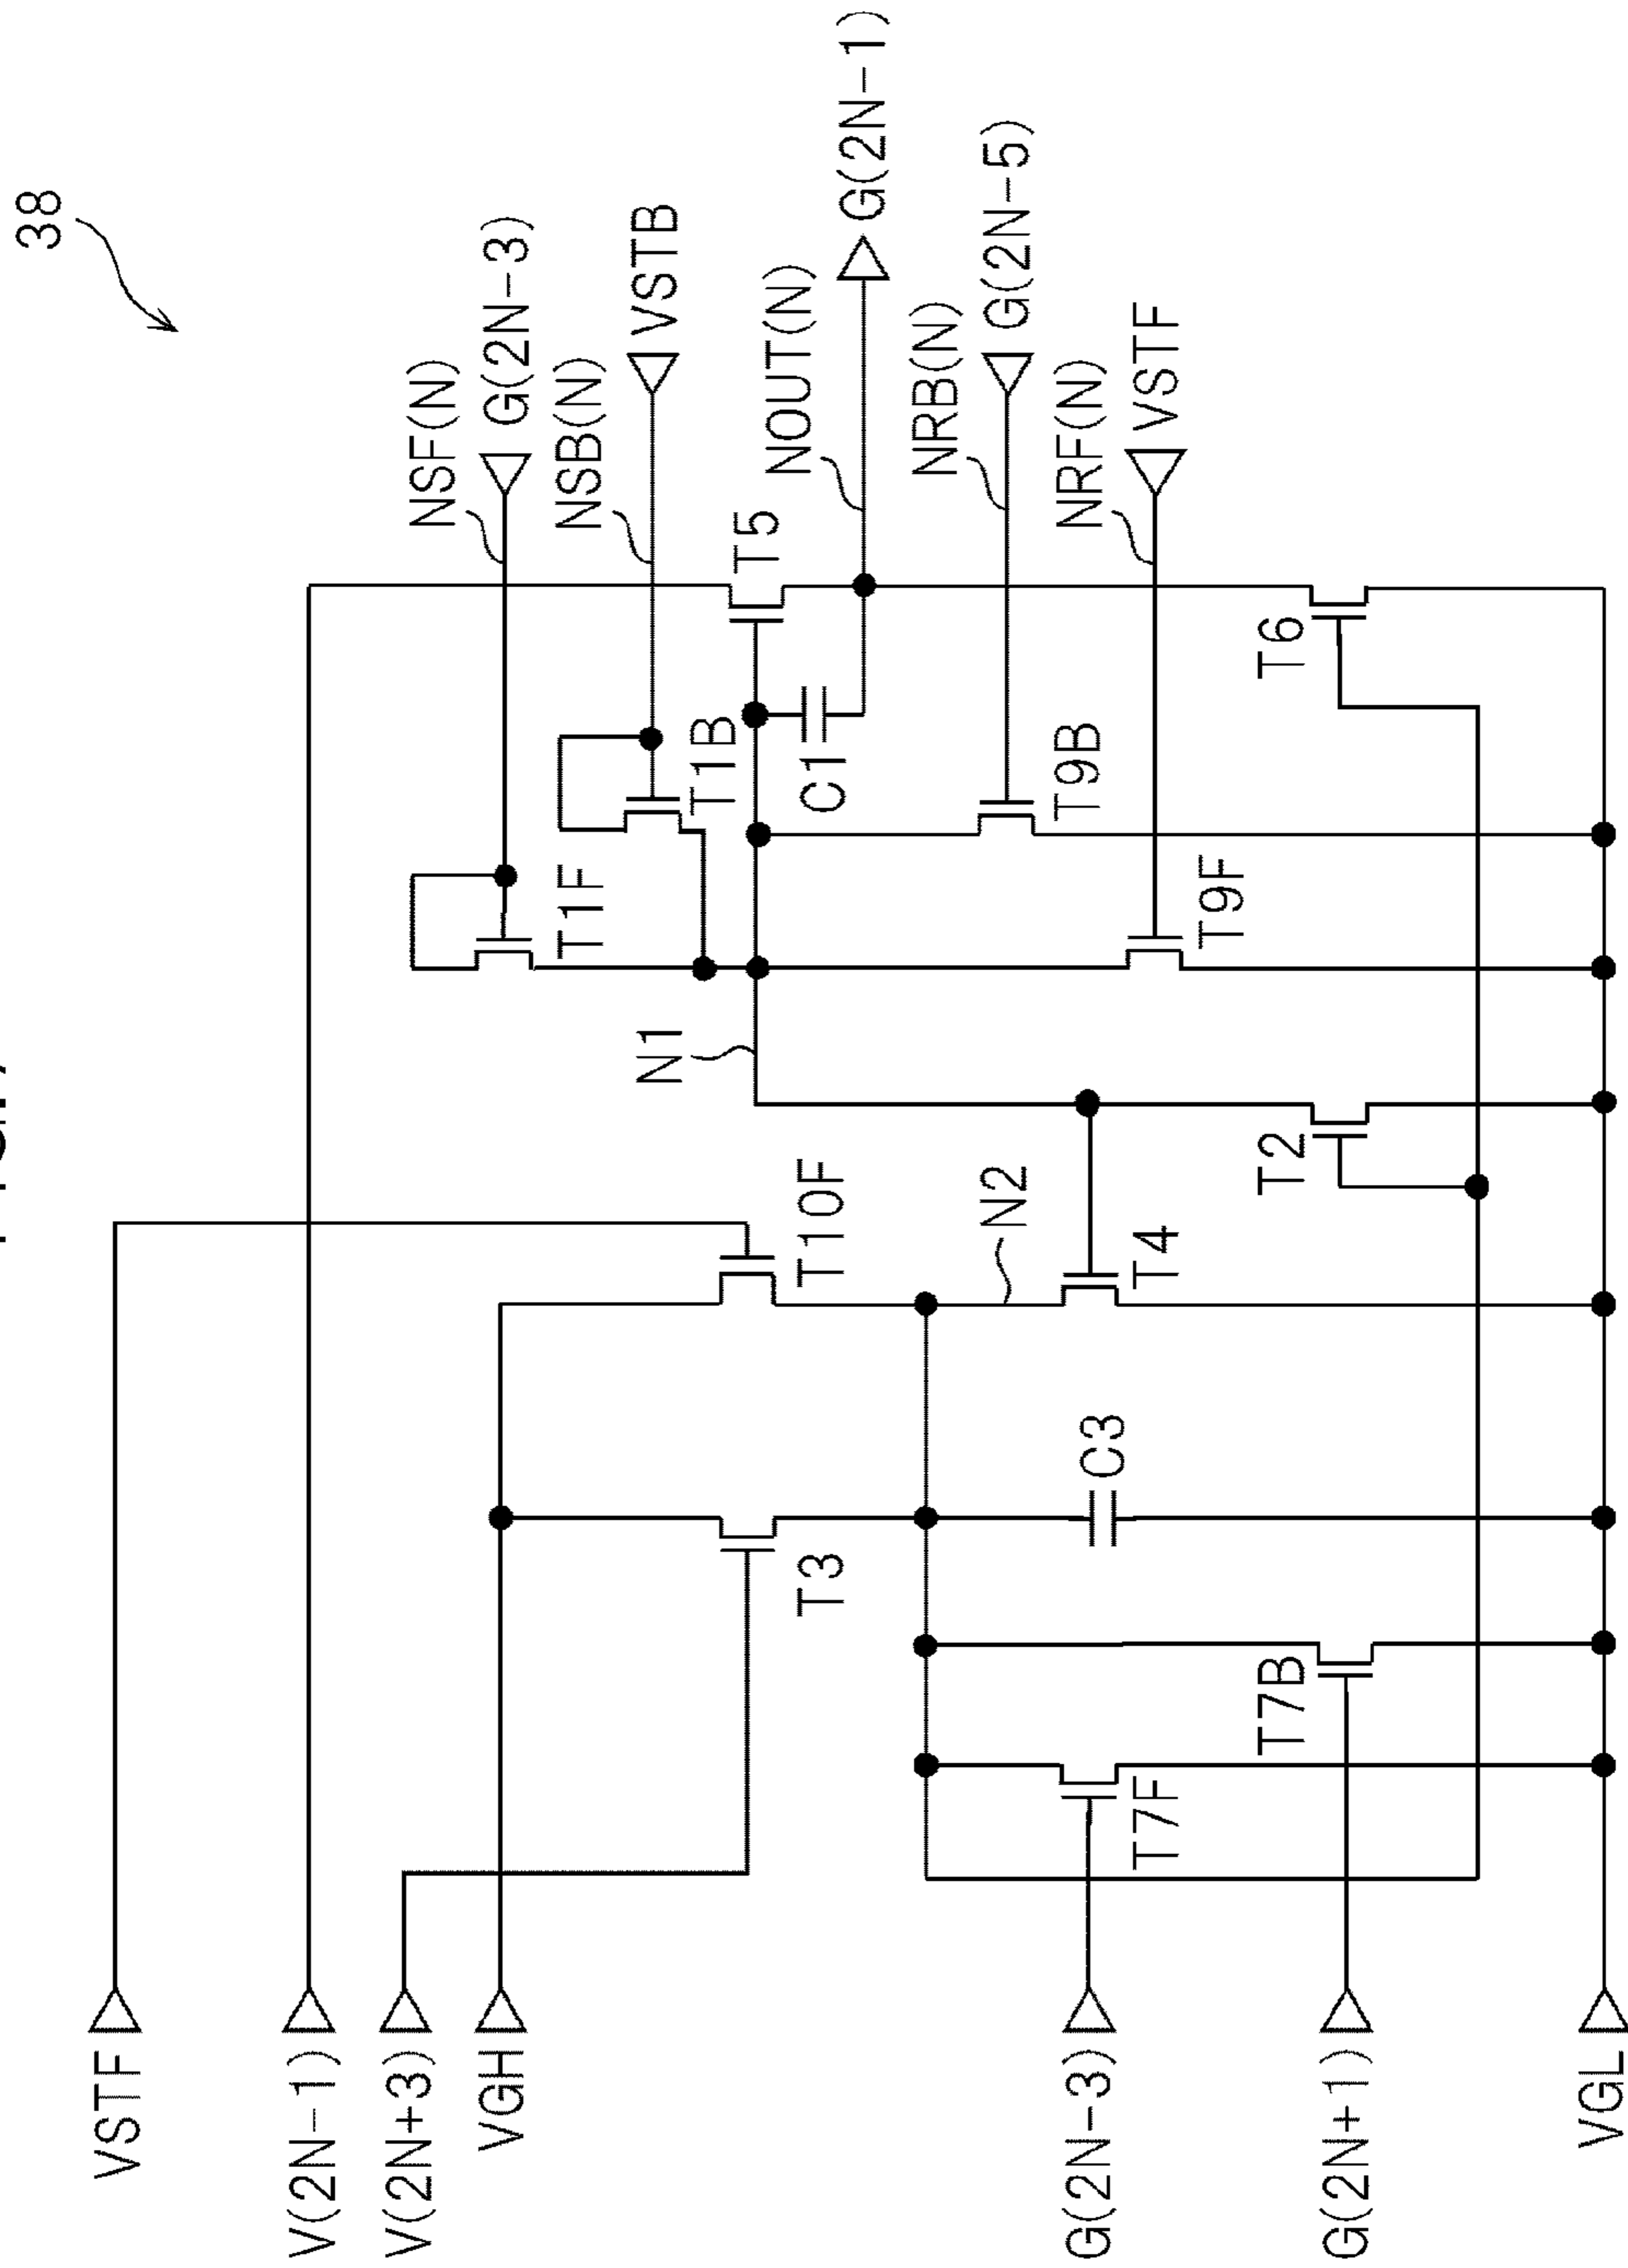 38
VSTF
V(2N-1)
V(2N+3)
VGH
G(2N-3)
G(2N+1)
VGL
T10F
T3
N2
C3
T4
T7F
T7B
N1
T2
T1F
T1B
T5
C1
T9B
T9F
T6
NSF(N)
G(2N-3)
NSB(N)
VSTB
NOUT(N)
G(2N-1)
NRB(N)
G(2N-5)
NRF(N)
VSTF